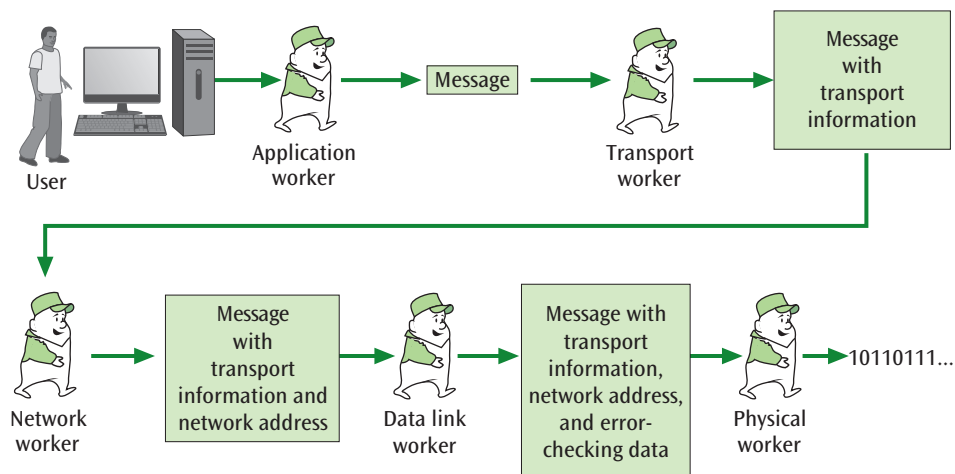 User
Application
worker
Message
Transport
worker
Message
with
transport
information
Network
worker
Message
with
transport
information and
network address
Data link
worker
Message with
transport
information,
network address,
and error-
checking data
Physical
worker
10110111...